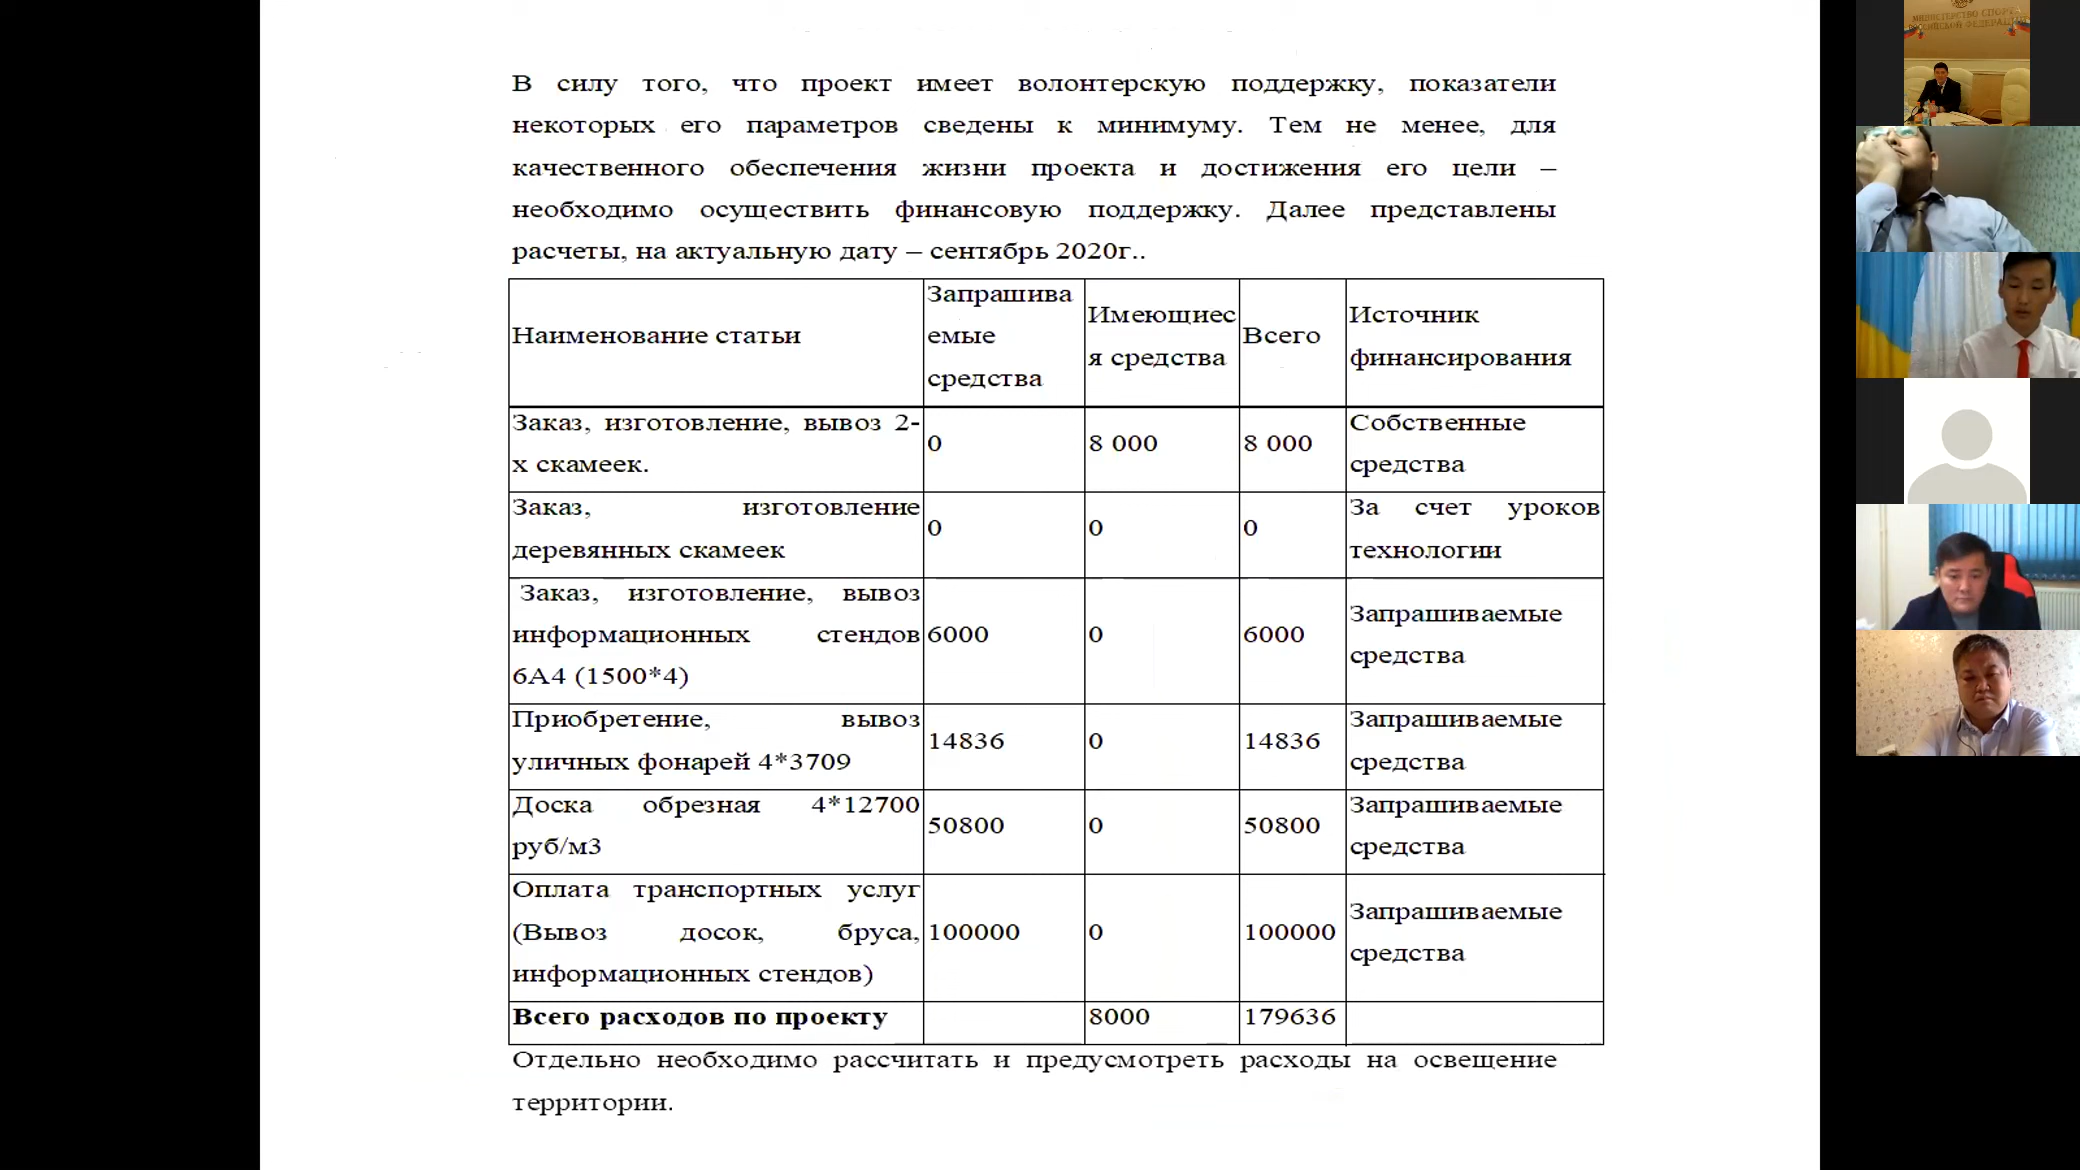 В силу того, что проект имеет волонтерскую поддержку, показатели
некоторых его параметров сведены к минимуму. Тем не менее, для
качественного обеспечения жизни проекта и достижения его цели –
необходимо осуществить финансовую поддержку. Далее представлены
расчеты, на актуальную дату – сентябрь 2020г..
Наименование статьи
Запрашива
емые
средства
Имеющиес
я средства
Всего
Источник
финансирования
Заказ, изготовление, вывоз 2-
х скамеек.
0
8 000
8 000
Собственные
средства
Заказ, изготовление
деревянных скамеек
0
0
0
За счет уроков
технологии
Заказ, изготовление, вывоз
информационных стендов
6А4 (1500*4)
6000
0
6000
Запрашиваемые
средства
Приобретение, вывоз
уличных фонарей 4*3709
14836
0
14836
Запрашиваемые
средства
Доска обрезная 4*12700
руб/м3
50800
0
50800
Запрашиваемые
средства
Оплата транспортных услуг
(Вывоз досок, бруса,
информационных стендов)
100000
0
100000
Запрашиваемые
средства
Всего расходов по проекту
8000
179636
Отдельно необходимо рассчитать и предусмотреть расходы на освещение
территории.
МИНИСТЕРСТВО СПОРТА
РОССИЙСКОЙ ФЕДЕРАЦИИ